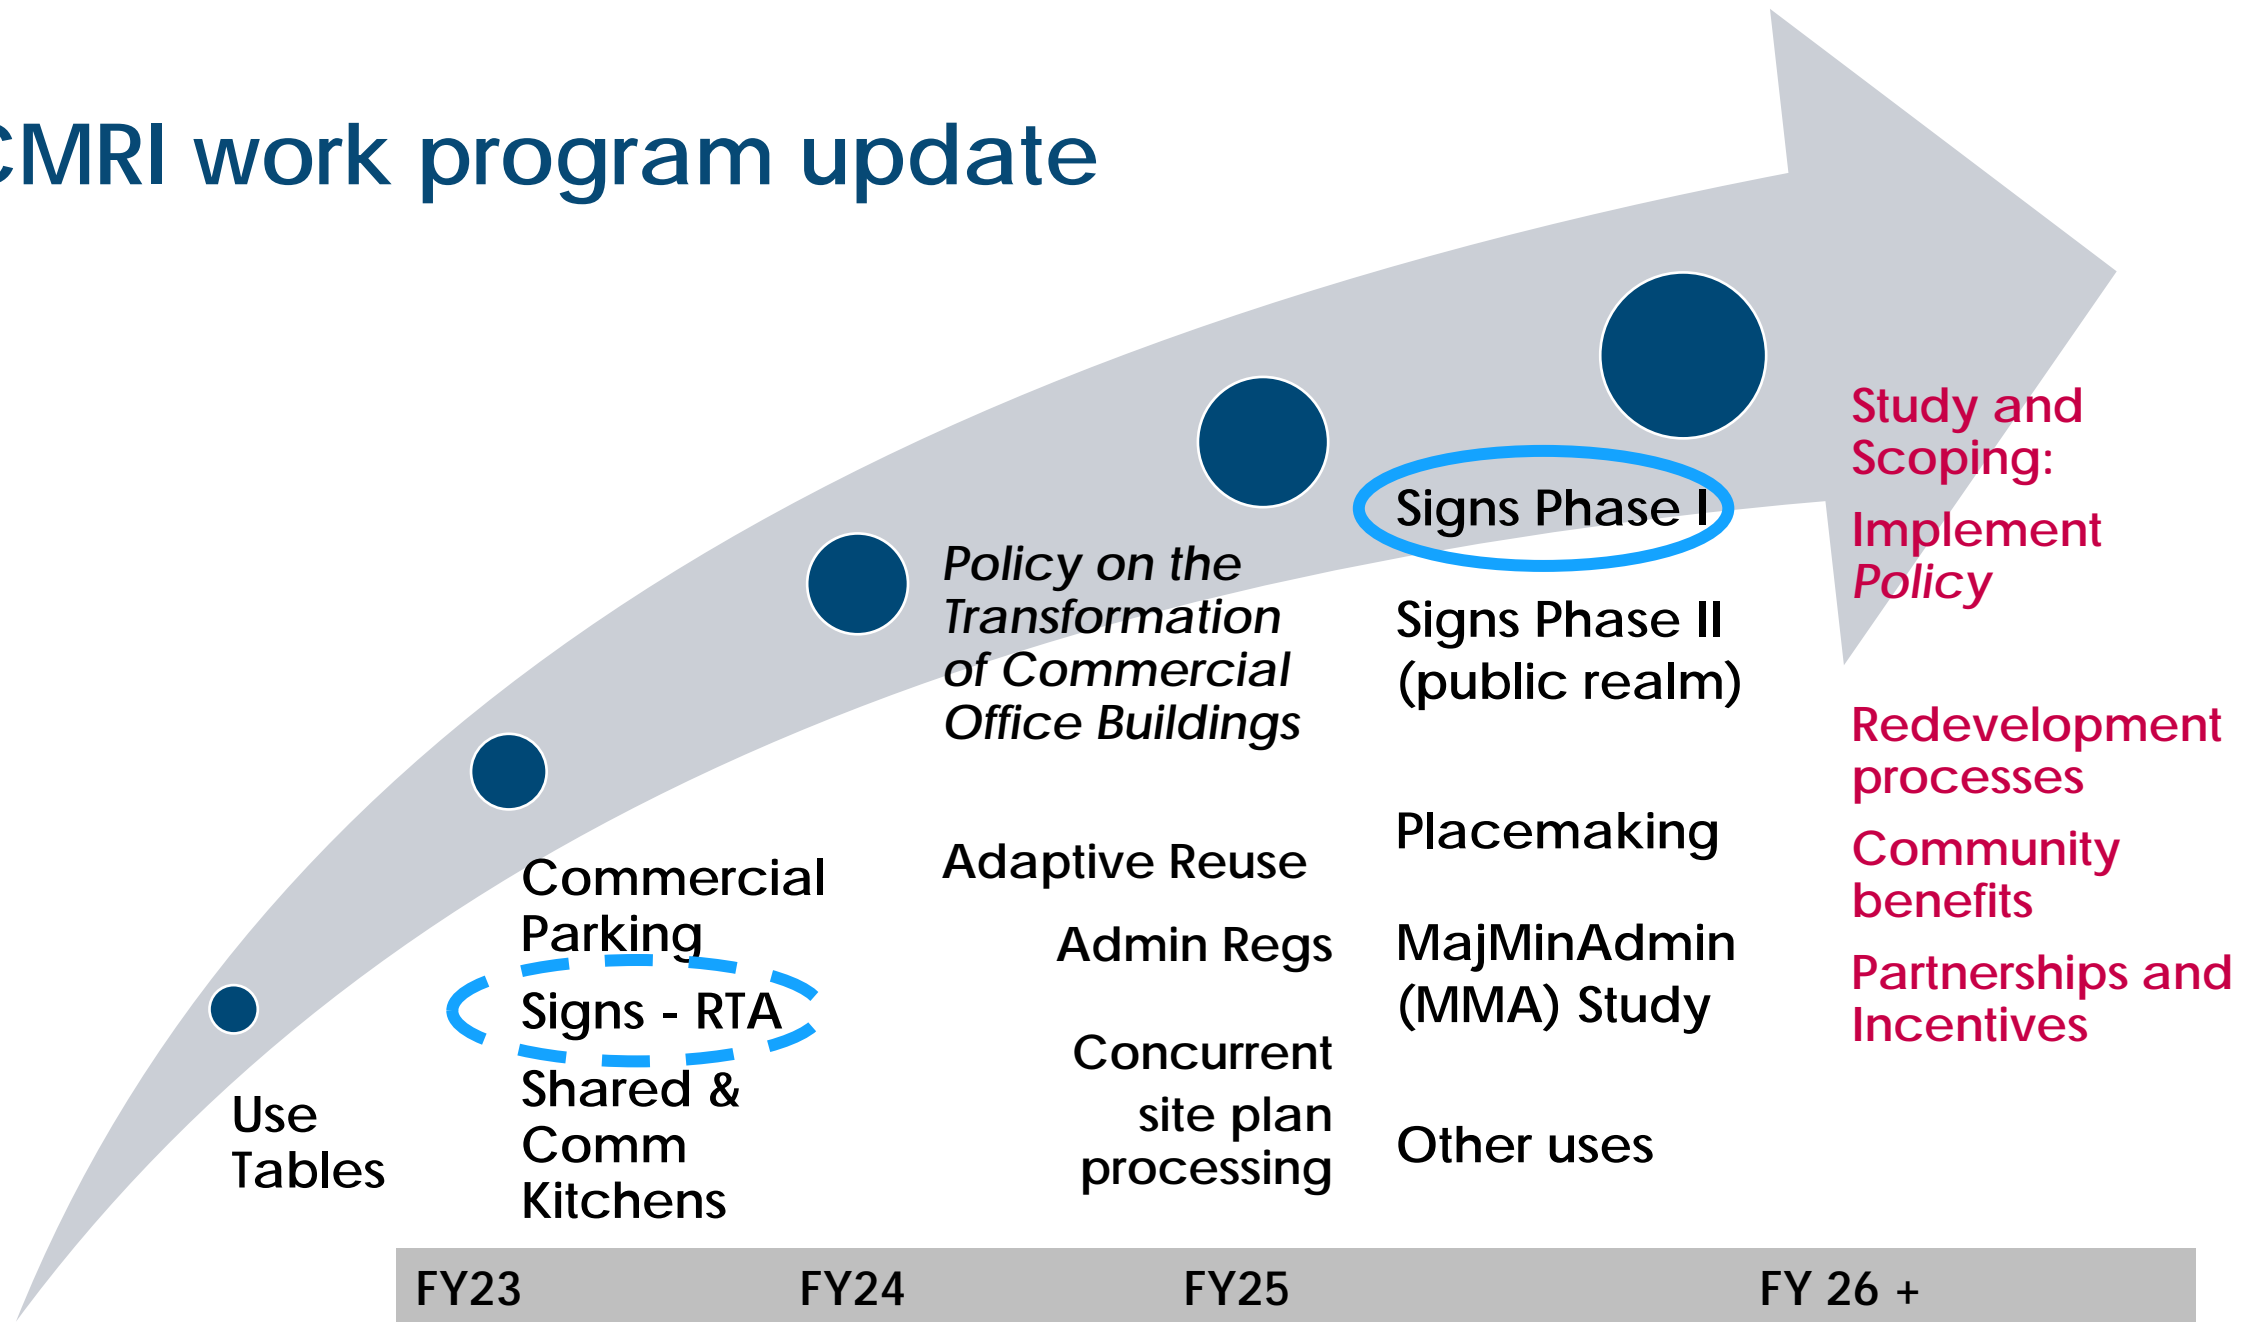 CMRI work program update
Use
Tables
Commercial
Parking
Signs - RTA
Shared &
Comm
Kitchens
Policy on the
Transformation
of Commercial
Office Buildings
Adaptive Reuse
Admin Regs
Concurrent
site plan
processing
Signs Phase I
Signs Phase II
(public realm)
Placemaking
MajMinAdmin
(MMA) Study
Other uses
Study and
Scoping:
Implement
Policy
Redevelopment
processes
Community
benefits
Partnerships and
Incentives
FY23 FY24 FY25 FY 26 +